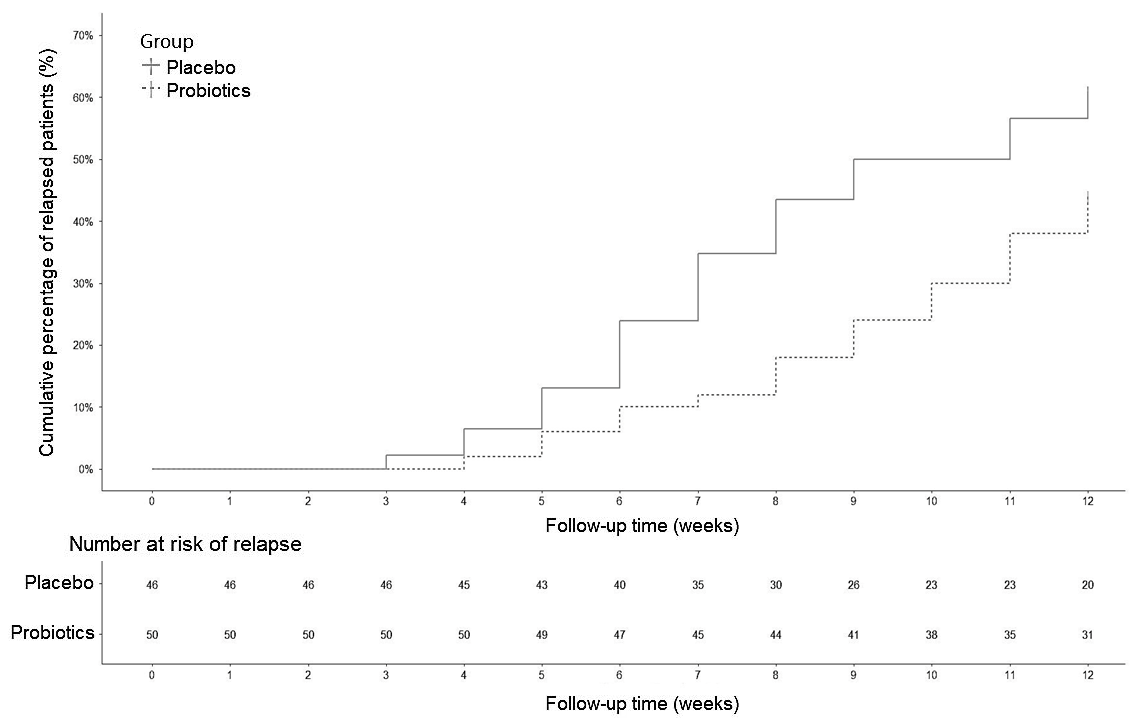 Cumulative percentage of relapsed patients (%)
70%
60%
50%
40%
30%
20%
10%
0%
Group
Placebo
Probiotics
0 1 2 3 4 5 6 7 8 9 10 11 12
Follow-up time (weeks)
Number at risk of relapse
Placebo 46 46 46 46 45 43 40 35 30 26 23 23 20
Probiotics 50 50 50 50 50 49 47 45 44 41 38 35 31
0 1 2 3 4 5 6 7 8 9 10 11 12
Follow-up time (weeks)